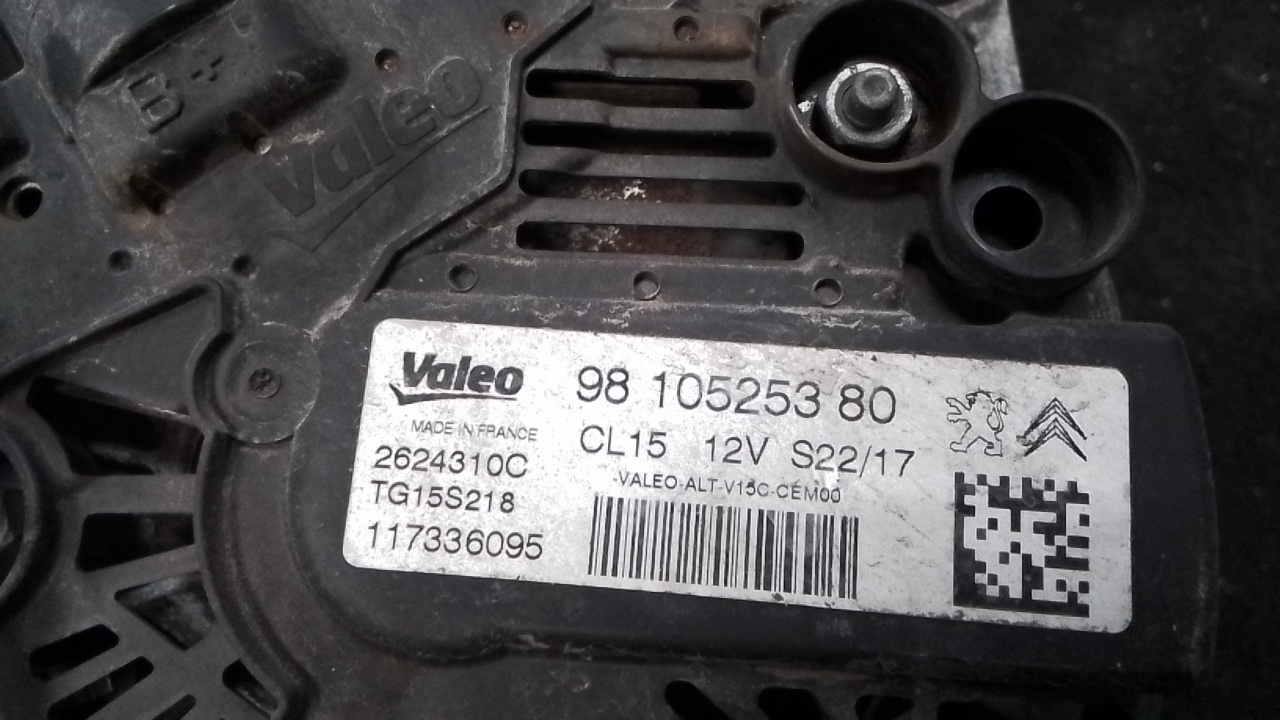 B+
Valeo
Valeo
98 105253 80
MADE IN FRANCE
CL15 12V S22/17
2624310C
-VALEO-ALT-V15C-CEM00
TG15S218
117336095